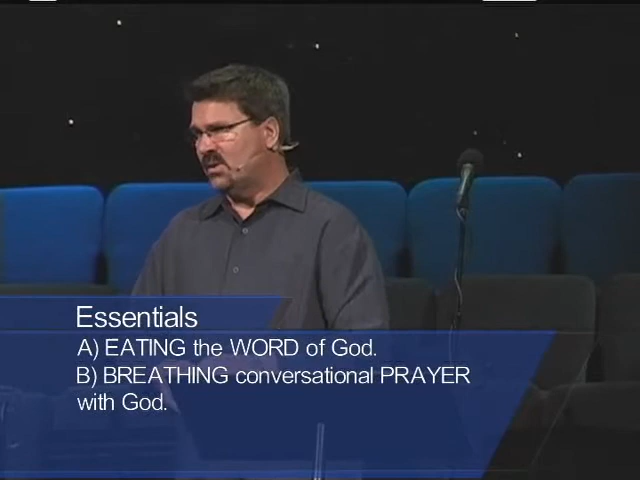 Essentials
A) EATING the WORD of God.
B) BREATHING conversational PRAYER
with God.